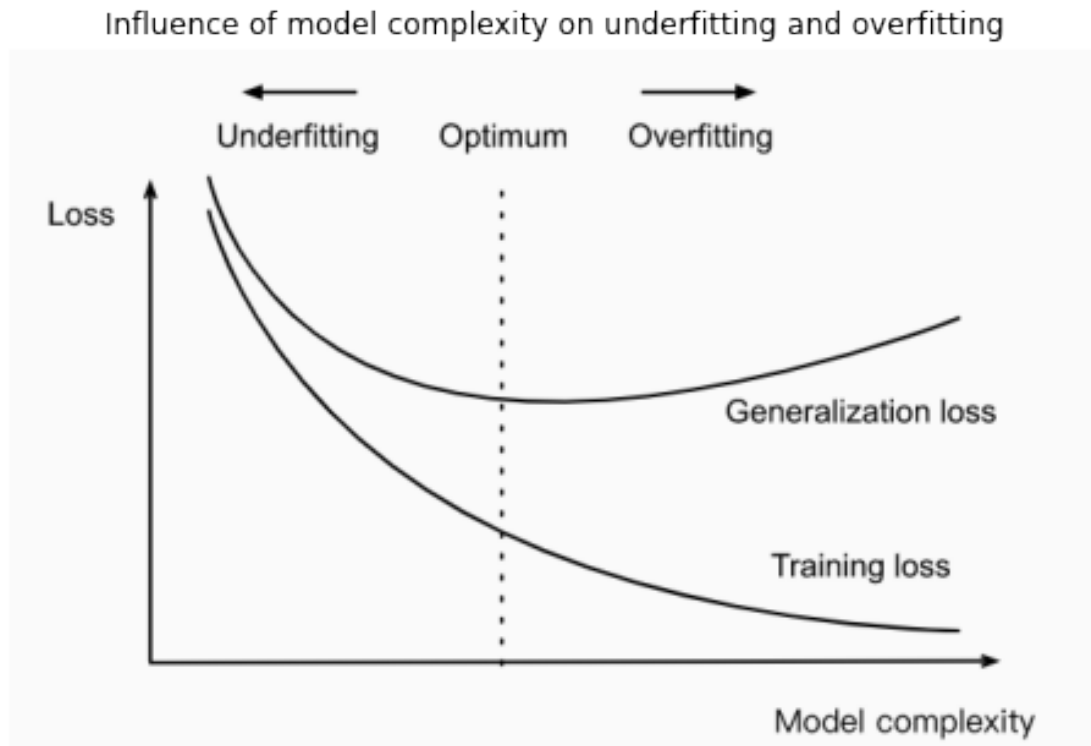 Influence of model complexity on underfitting and overfitting
Underfitting Optimum Overfitting
Loss
Generalization loss
Training loss
Model complexity